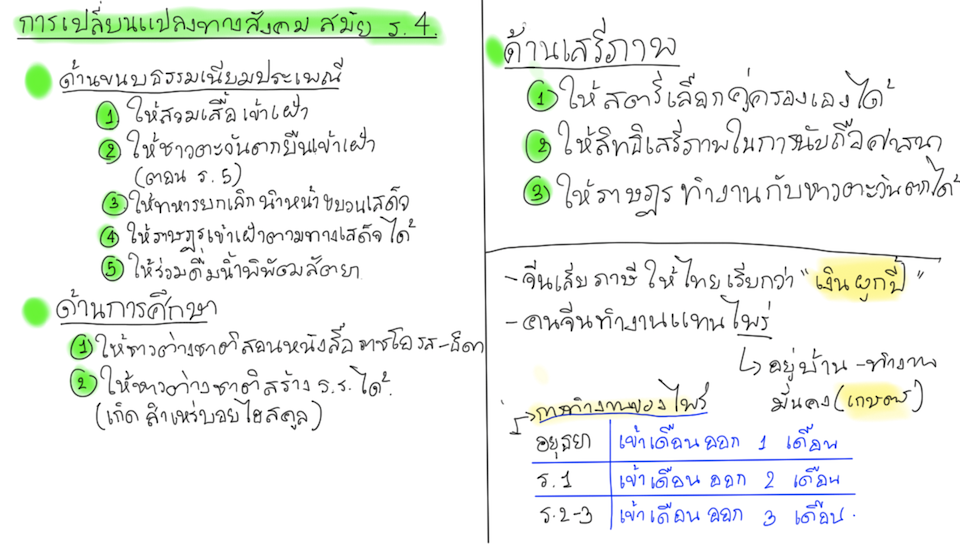 การเปลี่ยนแปลงทางสังคม สมัย ร.4.
ด้านขนบธรรมเนียมประเพณี
1 ให้สวมเสื้อเข้าเฝ้า
2 ให้ชาวตะวันตกยืนเข้าเฝ้า
(ตอน ร.5)
3 ให้ทหารยกเลิกนำหน้าขบวนเสด็จ
4 ให้ราษฎรเข้าเฝ้าตามทางเสด็จได้
5 ให้ร่วมดื่มน้ำพิพัฒสัตยา
ด้านการศึกษา
1 ให้ชาวต่างชาติสอนหนังสือราชโอรส-ธิดา
2 ให้ชาวต่างชาติสร้าง ร.ร. ได้
(เกิด สำเหร่บอยไฮสคูล)
ด้านเสรีภาพ
1 ให้สตรีเลือกคู่ครองเองได้
2 ให้สิทธิเสรีภาพในการนับถือศาสนา
3 ให้ราษฎรทำงานกับชาวตะวันตกได้
- จีนเสียภาษีให้ไทยเรียกว่า "เงินผูกปี้"
- คนจีนทำงานแทนไพร่
↳ อยู่บ้าน - ทำงาน
มั่นคง (เกษตร)
การทำงานของไพร่
อยุธยา เข้าเดือนออก 1 เดือน
ร.1 เข้าเดือนออก 2 เดือน
ร.2-3 เข้าเดือนออก 3 เดือน.